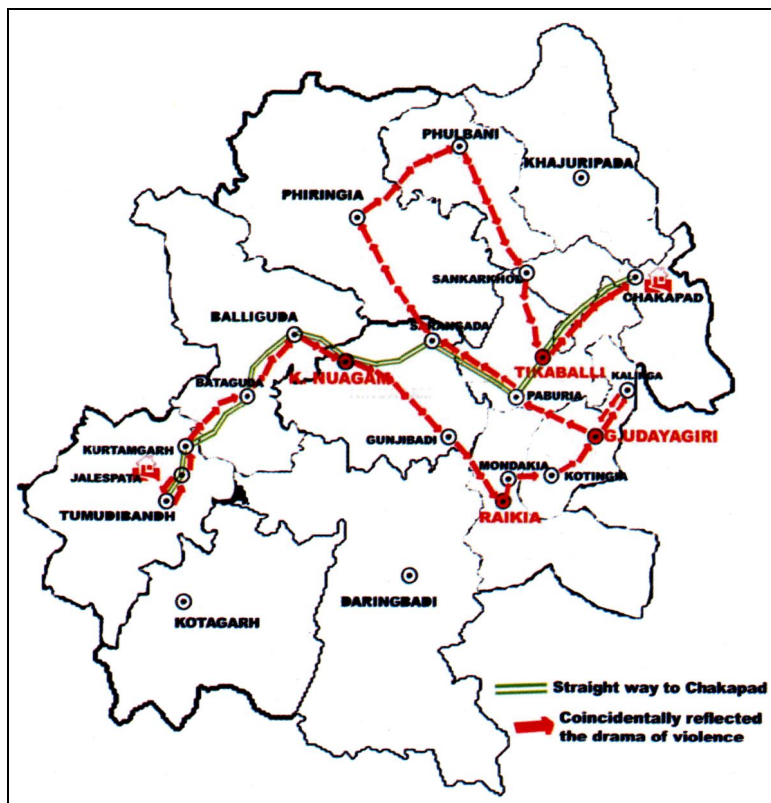 PHULBANI
KHAJURIPADA
PHIRINGIA
SANKARKHOL
CHAKAPAD
BALLIGUDA
SARANGADA
K. NUAGAM
TIKABALLI
BATAGUDA
PABURIA
KALINGA
KURTAMGARH
GUNJIBADI
G.UDAYAGIRI
JALESPATA
MONDAKIA
KOTINGIA
TUMUDIBANDH
RAIKIA
KOTAGARH
DARINGBADI
Straight way to Chakapad
Coincidentally reflected
the drama of violence